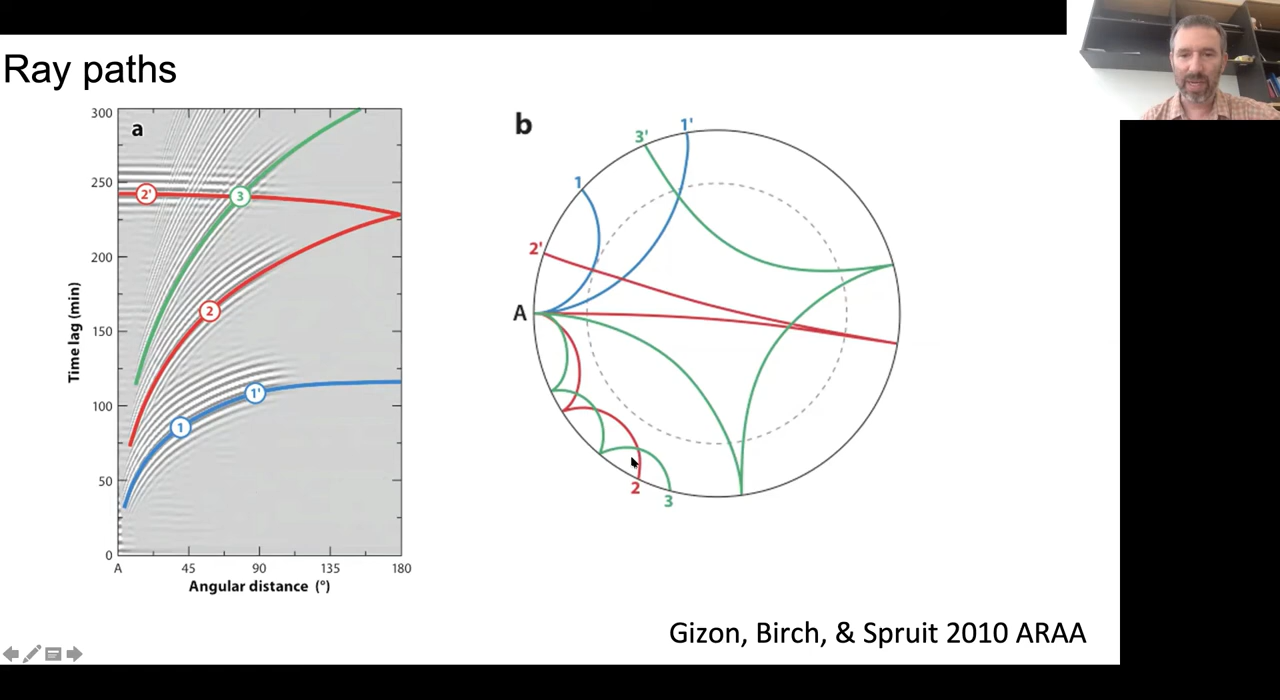 Ray paths
a
300
250
200
150
100
50
0
Time lag (min)
2'
3
2
1'
1
A
45
90
135
180
Angular distance (°)
b
1'
3'
1
2'
A
2
3
Gizon, Birch, & Spruit 2010 ARAA